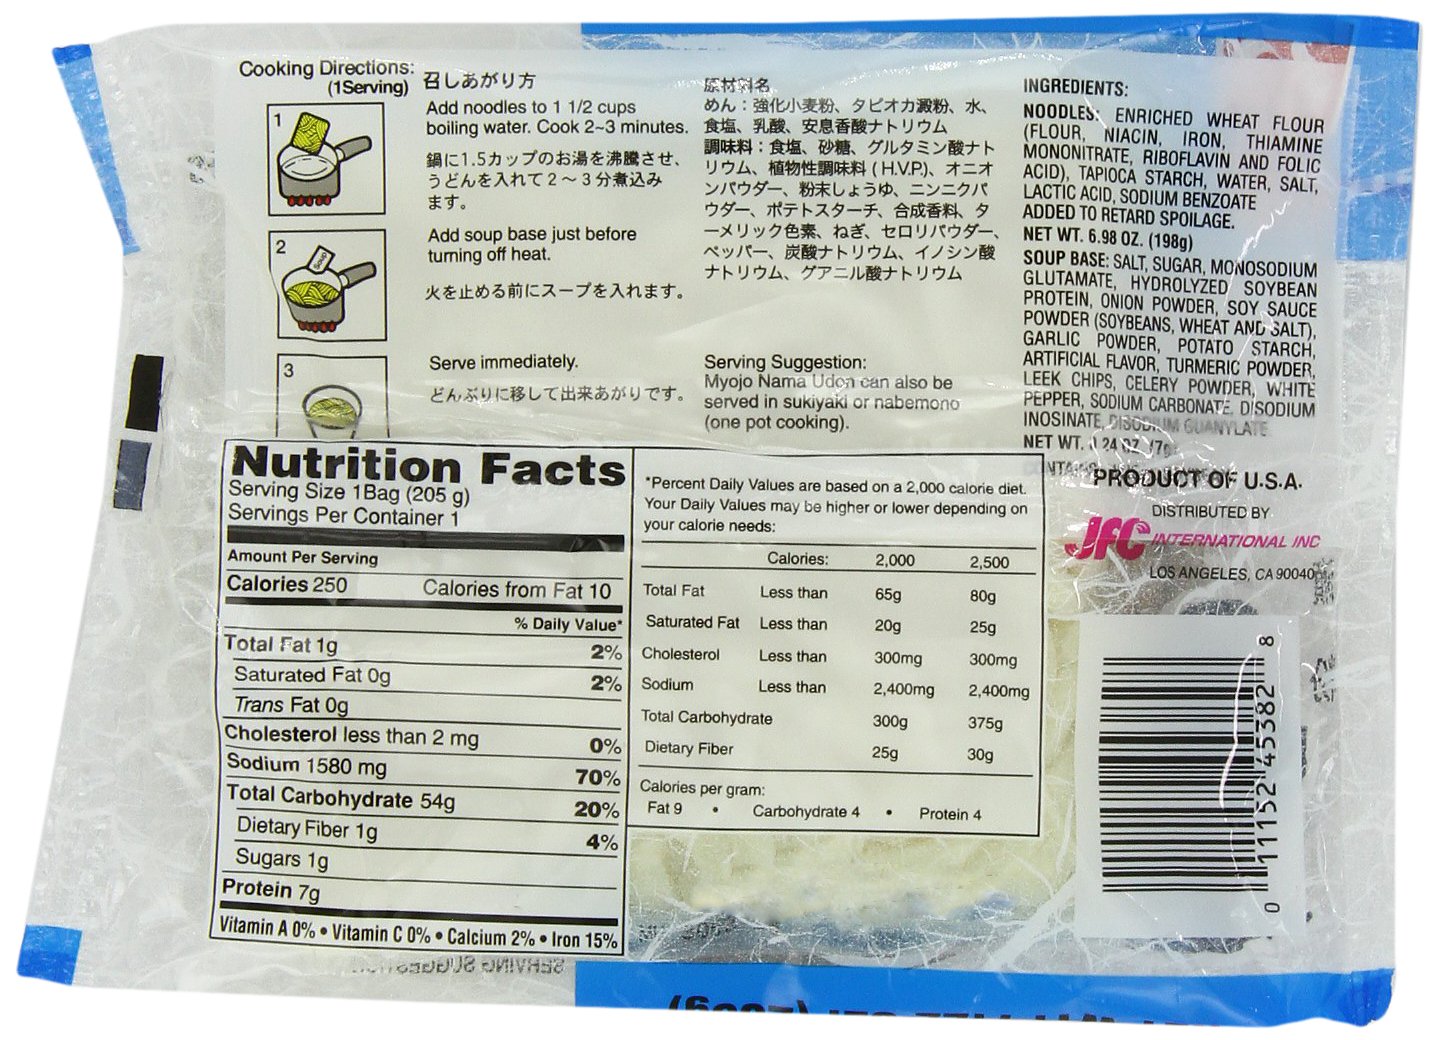 Cooking Directions:
(1Serving)
召しあがり方
1
Add noodles to 1 1/2 cups
boiling water. Cook 2~3 minutes.
鍋に1.5カップのお湯を沸騰させ、
うどんを入れて2～3分煮込み
ます。
2
soup
Add soup base just before
turning off heat.
火を止める前にスープを入れます。
3
Serve immediately.
どんぶりに移して出来あがりです。
原材料名
めん：強化小麦粉、タピオカ澱粉、水、
食塩、乳酸、安息香酸ナトリウム
調味料：食塩、砂糖、グルタミン酸ナト
リウム、植物性調味料（H.V.P.)、オニオ
ンパウダー、粉末しょうゆ、ニンニクパ
ウダー、ポテトスターチ、合成香料、タ
ーメリック色素、ねぎ、セロリパウダー、
ペッパー、炭酸ナトリウム、イノシン酸
ナトリウム、グアニル酸ナトリウム
Serving Suggestion:
Myojo Nama Udon can also be
served in sukiyaki or nabemono
(one pot cooking).
INGREDIENTS:
NOODLES: ENRICHED WHEAT FLOUR
(FLOUR, NIACIN, IRON, THIAMINE
MONONITRATE, RIBOFLAVIN AND FOLIC
ACID), TAPIOCA STARCH, WATER, SALT,
LACTIC ACID, SODIUM BENZOATE
ADDED TO RETARD SPOILAGE.
NET WT. 6.98 OZ. (198g)
SOUP BASE: SALT, SUGAR, MONOSODIUM
GLUTAMATE, HYDROLYZED SOYBEAN
PROTEIN, ONION POWDER, SOY SAUCE
POWDER (SOYBEANS, WHEAT AND SALT),
GARLIC POWDER, POTATO STARCH,
ARTIFICIAL FLAVOR, TURMERIC POWDER,
LEEK CHIPS, CELERY POWDER, WHITE
PEPPER, SODIUM CARBONATE, DISODIUM
INOSINATE, DISODIUM GUANYLATE
NET WT. 0.24 OZ. (7g)
PRODUCT OF U.S.A.
DISTRIBUTED BY
JFC INTERNATIONAL INC
LOS ANGELES, CA 90040
Nutrition Facts
Serving Size 1Bag (205 g)
Servings Per Container 1
Amount Per Serving
Calories 250 Calories from Fat 10
% Daily Value*
Total Fat 1g 2%
Saturated Fat 0g 2%
Trans Fat 0g
Cholesterol less than 2 mg 0%
Sodium 1580 mg 70%
Total Carbohydrate 54g 20%
Dietary Fiber 1g 4%
Sugars 1g
Protein 7g
Vitamin A 0% • Vitamin C 0% • Calcium 2% • Iron 15%
*Percent Daily Values are based on a 2,000 calorie diet.
Your Daily Values may be higher or lower depending on
your calorie needs:
Calories: 2,000 2,500
Total Fat Less than 65g 80g
Saturated Fat Less than 20g 25g
Cholesterol Less than 300mg 300mg
Sodium Less than 2,400mg 2,400mg
Total Carbohydrate 300g 375g
Dietary Fiber 25g 30g
Calories per gram:
Fat 9 • Carbohydrate 4 • Protein 4
0 11152 45382 8
SERVING SUGGESTION